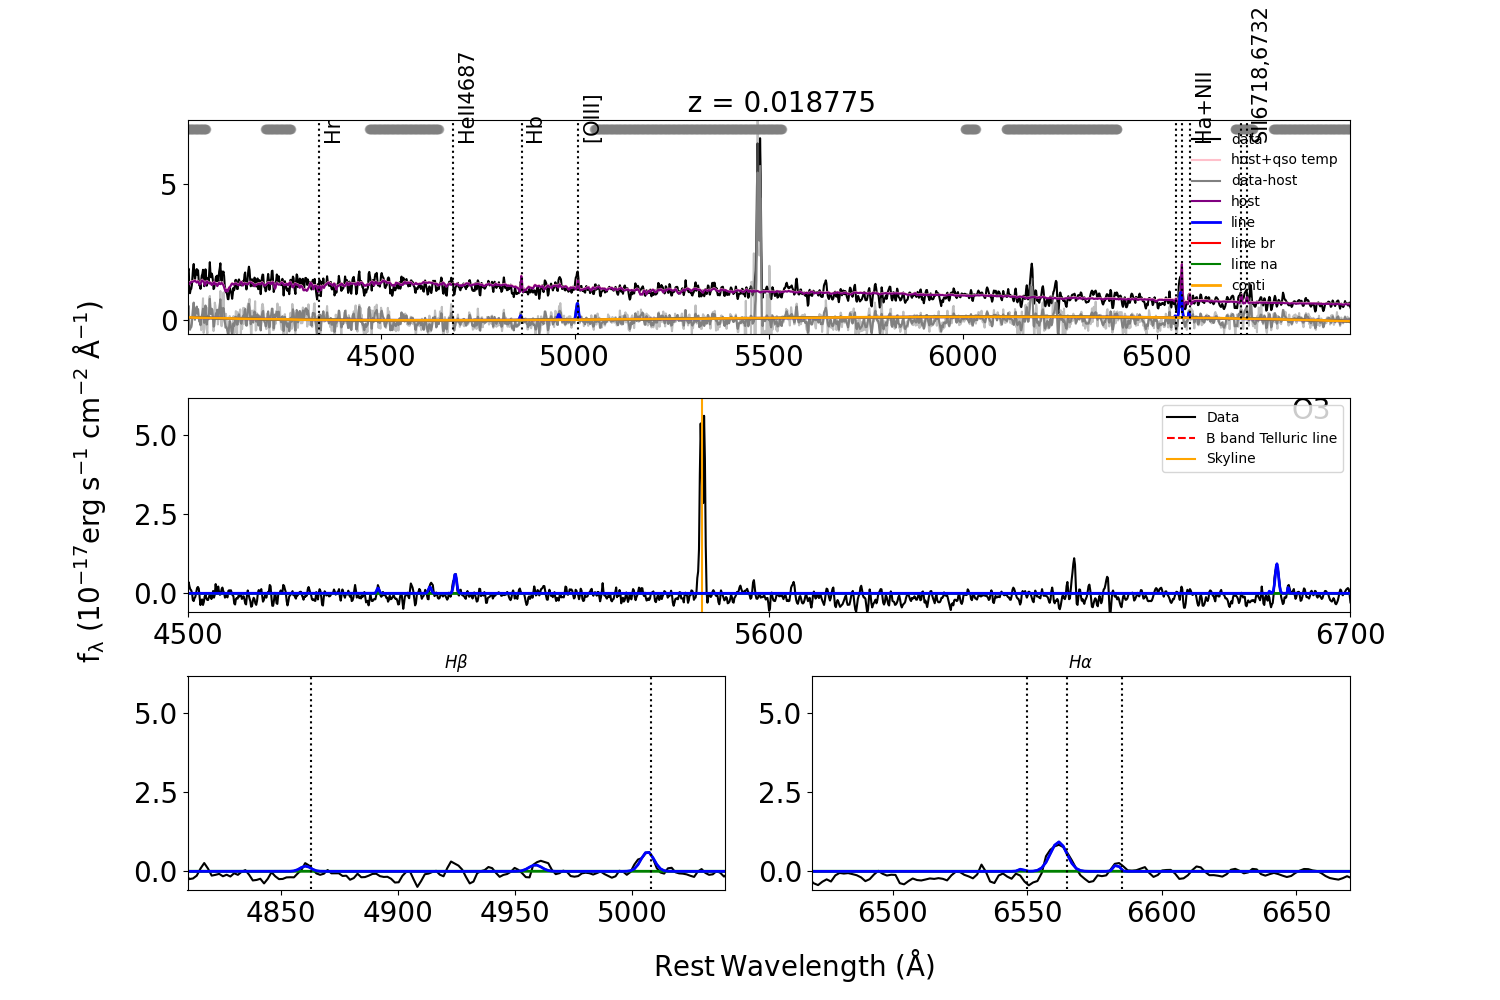 z = 0.018775
Hr
HeII4687
Hb
[OIII]
Ha+NII
SII6718,6732
data
host+qso temp
data-host
host
line
line br
line na
conti
5
0
4500 5000 5500 6000 6500
fλ (10−17erg s−1 cm−2 Å−1)
O3
Data
B band Telluric line
Skyline
5.0
2.5
0.0
4500 5600 6700
Hβ
5.0
2.5
0.0
4850 4900 4950 5000
Hα
5.0
2.5
0.0
6500 6550 6600 6650
Rest Wavelength (Å)